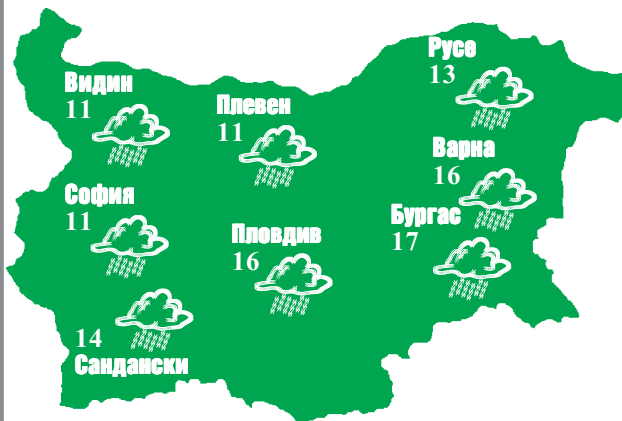 Видин
11
Плевен
11
Русе
13
Варна
16
София
11
Пловдив
16
Бургас
17
14
Сандански